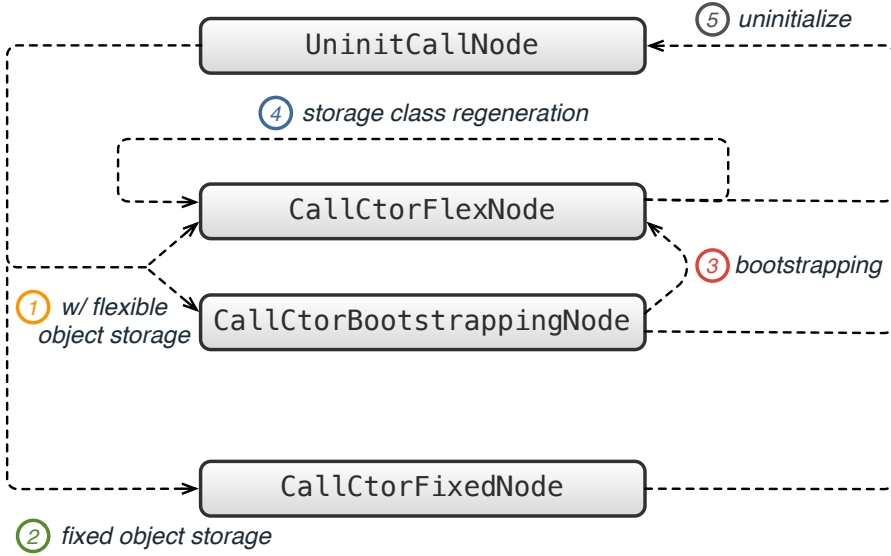 5 uninitialize
UninitCallNode
4 storage class regeneration
CallCtorFlexNode
3 bootstrapping
1 w/ flexible
object storage
CallCtorBootstrappingNode
CallCtorFixedNode
2 fixed object storage